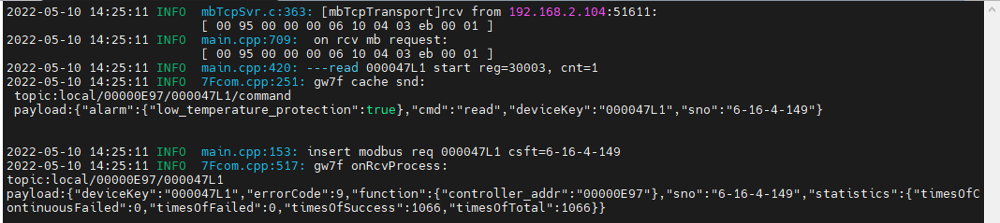 2022-05-10 14:25:11 INFO  mbTcpSvr.c:363: [mbTcpTransport]rcv from 192.168.2.104:51611:
[ 00 95 00 00 00 06 10 04 03 eb 00 01 ]
2022-05-10 14:25:11 INFO  main.cpp:709:  on rcv mb request:
[ 00 95 00 00 00 06 10 04 03 eb 00 01 ]
2022-05-10 14:25:11 INFO  main.cpp:420: ---read 000047L1 start reg=30003, cnt=1
2022-05-10 14:25:11 INFO  7Fcom.cpp:251: gw7f cache snd:
topic:local/00000E97/000047L1/command
payload:{"alarm":{"low_temperature_protection":true},"cmd":"read","deviceKey":"000047L1","sno":"6-16-4-149"}
2022-05-10 14:25:11 INFO  main.cpp:153: insert modbus req 000047L1 csft=6-16-4-149
2022-05-10 14:25:11 INFO  7Fcom.cpp:517: gw7f onRcvProcess:
topic:local/00000E97/000047L1
payload:{"deviceKey":"000047L1","errorCode":9,"function":{"controller_addr":"00000E97"},"sno":"6-16-4-149","statistics":{"timesOfC
ontinuousFailed":0,"timesOfFailed":0,"timesOfSuccess":1066,"timesOfTotal":1066}}